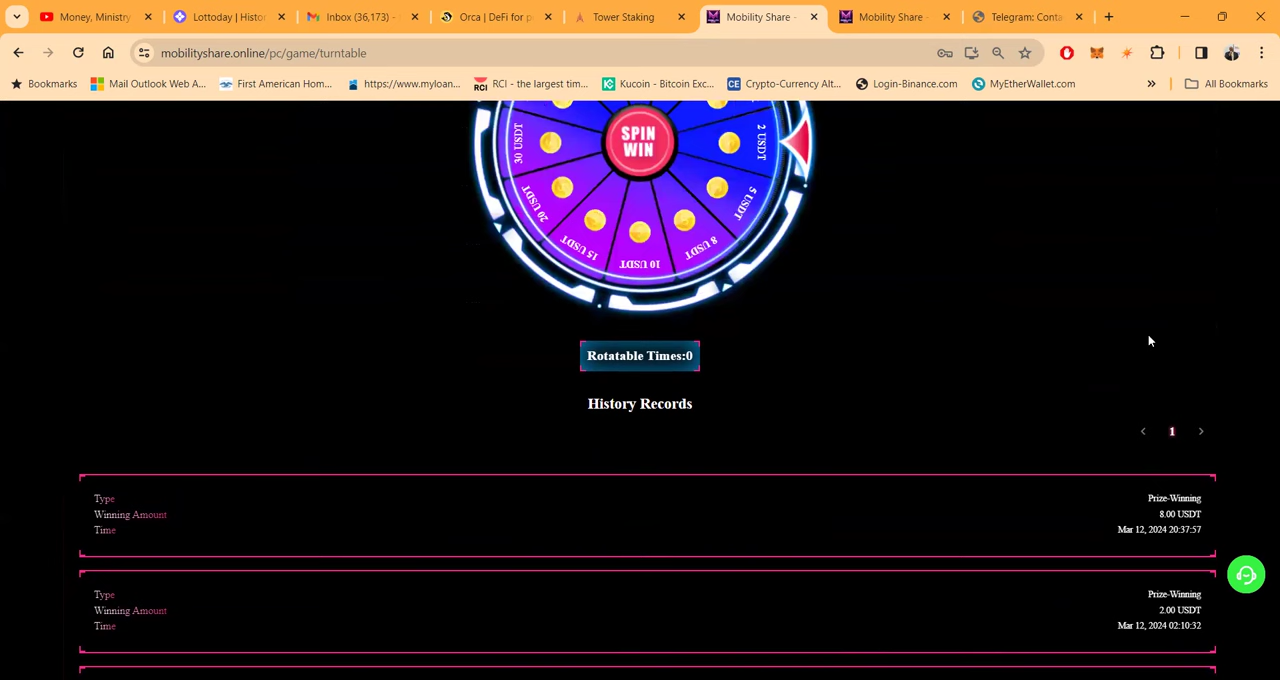 Money, Ministry
Lottoday | Histor
Inbox (36,173) -
Orca | DeFi for p
Tower Staking
Mobility Share -
Mobility Share -
Telegram: Conta
mobilityshare.online/pc/game/turntable
Bookmarks
Mail Outlook Web A...
First American Hom...
https://www.myloan...
RCI - the largest tim...
Kucoin - Bitcoin Exc...
Crypto-Currency Alt...
Login-Binance.com
MyEtherWallet.com
All Bookmarks
SPIN
WIN
30 USDT
2 USDT
20 USDT
5 USDT
15 USDT
10 USDT
8 USDT
Rotatable Times:0
History Records
1
Type
Prize-Winning
Winning Amount
8.00 USDT
Time
Mar 12, 2024 20:37:57
Type
Prize-Winning
Winning Amount
2.00 USDT
Time
Mar 12, 2024 02:10:32